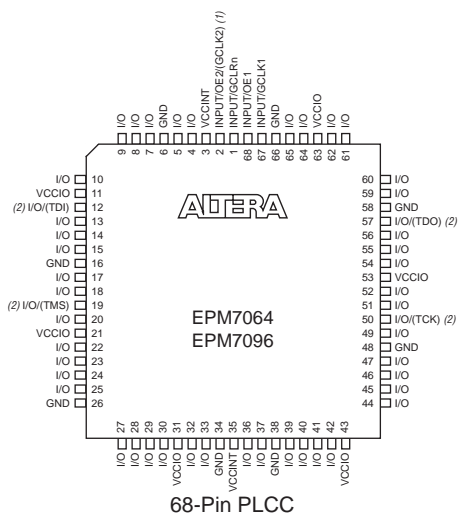 I/O
I/O
I/O
GND
I/O
I/O
VCCINT
INPUT/OE2/(GCLK2) (1)
INPUT/GCLRn
INPUT/OE1
INPUT/GCLK1
GND
I/O
I/O
VCCIO
I/O
I/O
9 8 7 6 5 4 3 2 1 68 67 66 65 64 63 62 61
I/O 10
VCCIO 11
(2) I/O/(TDI) 12
I/O 13
I/O 14
I/O 15
GND 16
I/O 17
I/O 18
(2) I/O/(TMS) 19
I/O 20
VCCIO 21
I/O 22
I/O 23
I/O 24
I/O 25
GND 26
ALTERA
EPM7064
EPM7096
60 I/O
59 I/O
58 GND
57 I/O/(TDO) (2)
56 I/O
55 I/O
54 I/O
53 VCCIO
52 I/O
51 I/O
50 I/O/(TCK) (2)
49 I/O
48 GND
47 I/O
46 I/O
45 I/O
44 I/O
27 28 29 30 31 32 33 34 35 36 37 38 39 40 41 42 43
I/O
I/O
I/O
I/O
VCCIO
I/O
I/O
GND
VCCINT
I/O
I/O
GND
I/O
I/O
I/O
I/O
VCCIO
68-Pin PLCC